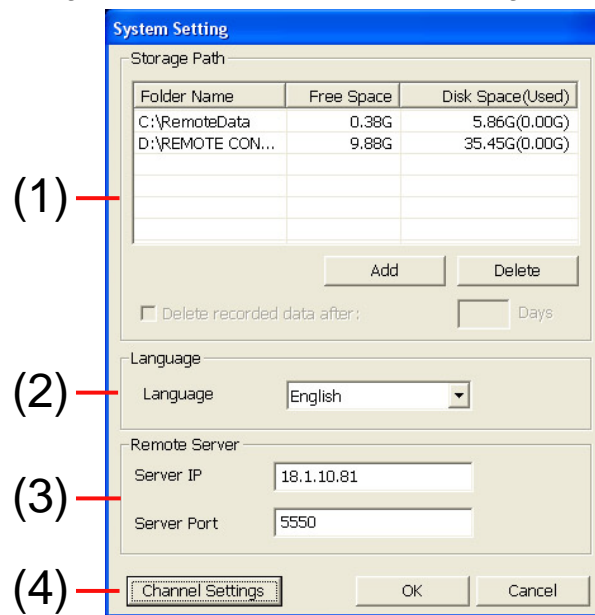 System Setting
Storage Path
Folder Name Free Space Disk Space(Used)
C:\RemoteData 0.38G 5.86G(0.00G)
D:\REMOTE CON... 9.88G 35.45G(0.00G)
(1)
Add Delete
Delete recorded data after: Days
Language
(2) Language English
Remote Server
Server IP 18.1.10.81
(3)
Server Port 5550
(4) Channel Settings OK Cancel